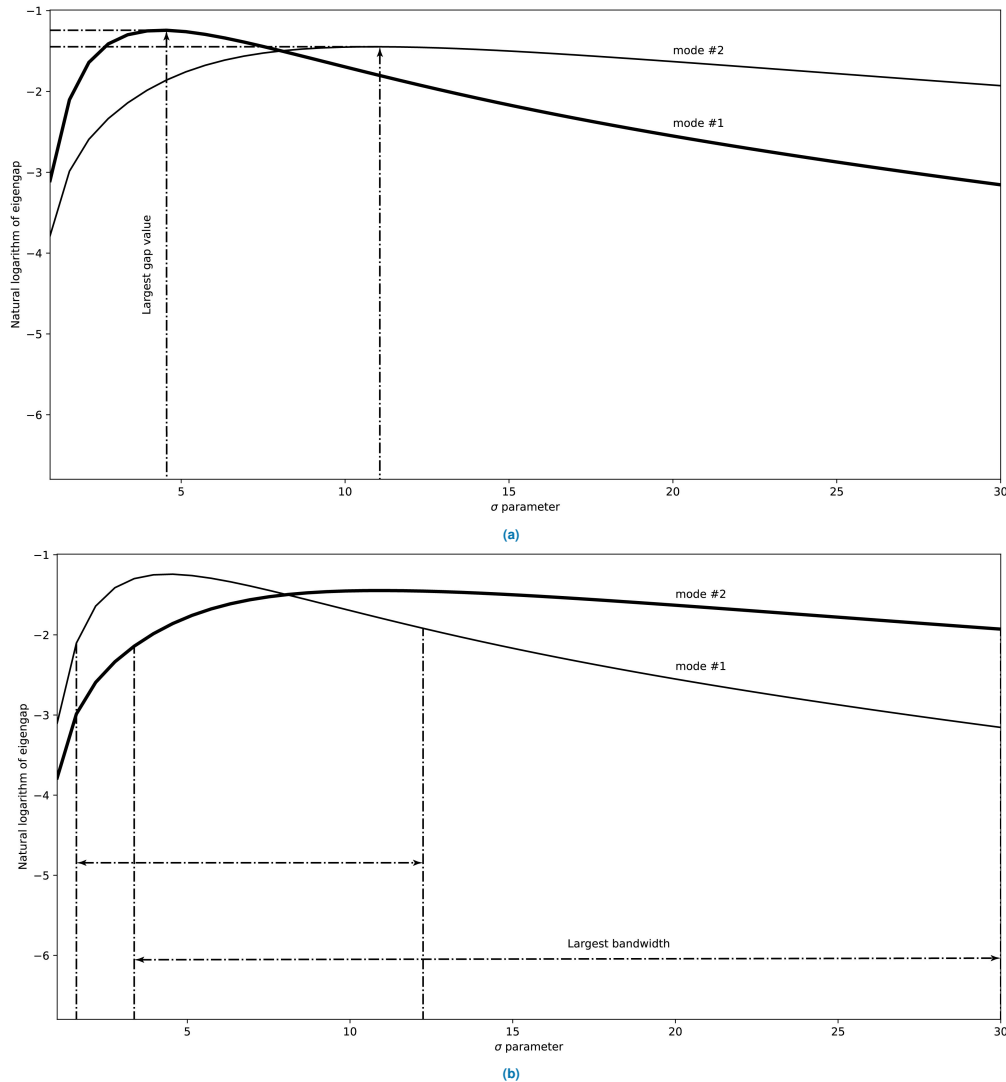 −1
−2
−3
−4
−5
−6
Natural logarithm of eigengap
Largest gap value
mode #2
mode #1
5 10 15 20 25 30
σ parameter
(a)
−1
−2
−3
−4
−5
−6
Natural logarithm of eigengap
mode #2
mode #1
Largest bandwidth
5 10 15 20 25 30
σ parameter
(b)